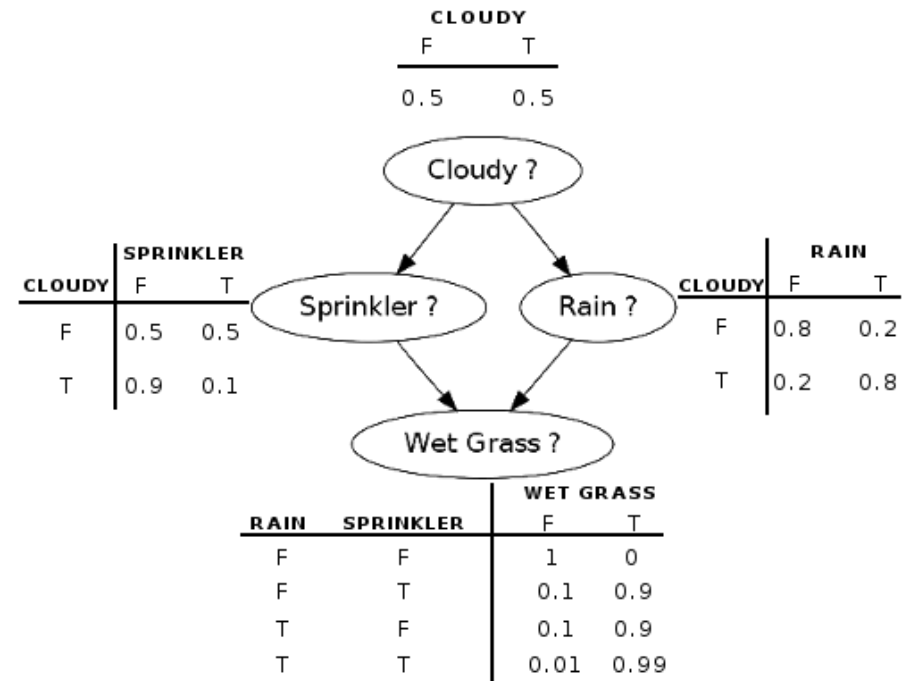 CLOUDY
F T
0.5 0.5
Cloudy ?
SPRINKLER
CLOUDY F T
F 0.5 0.5
T 0.9 0.1
Sprinkler ?
Rain ?
RAIN
CLOUDY F T
F 0.8 0.2
T 0.2 0.8
Wet Grass ?
WET GRASS
RAIN SPRINKLER F T
F F 1 0
F T 0.1 0.9
T F 0.1 0.9
T T 0.01 0.99